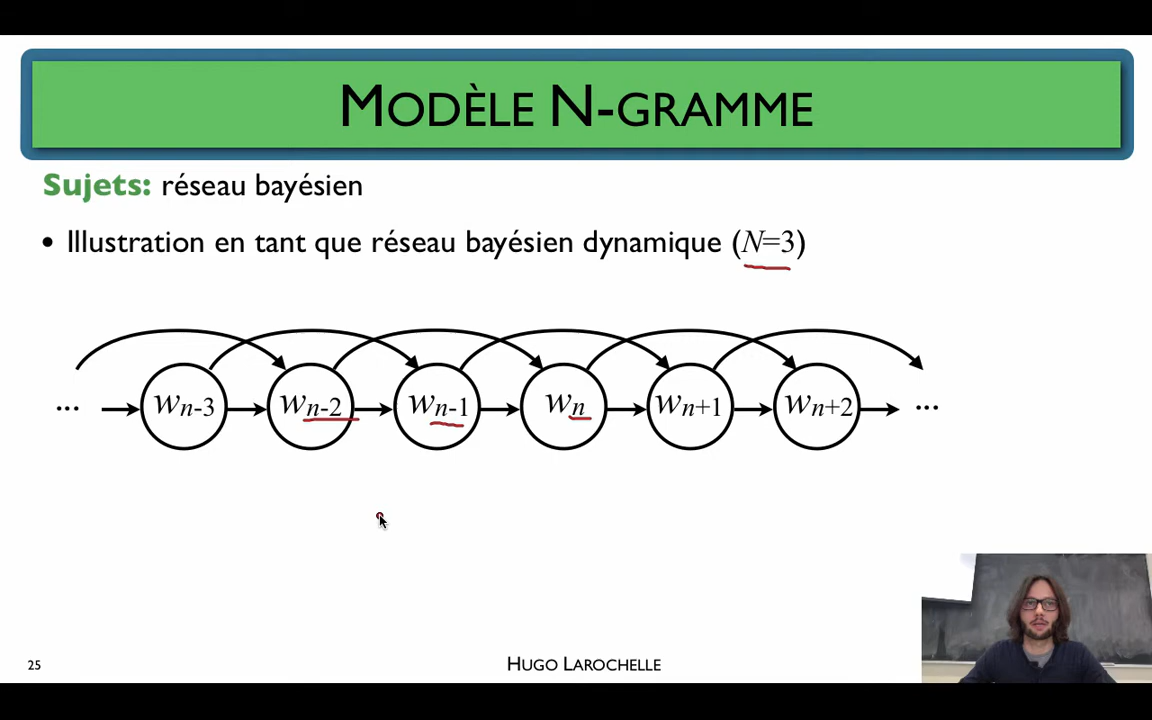 MODÈLE N-GRAMME
Sujets: réseau bayésien
• Illustration en tant que réseau bayésien dynamique (N=3)
... wn-3 wn-2 wn-1 wn wn+1 wn+2 ...
25
HUGO LAROCHELLE